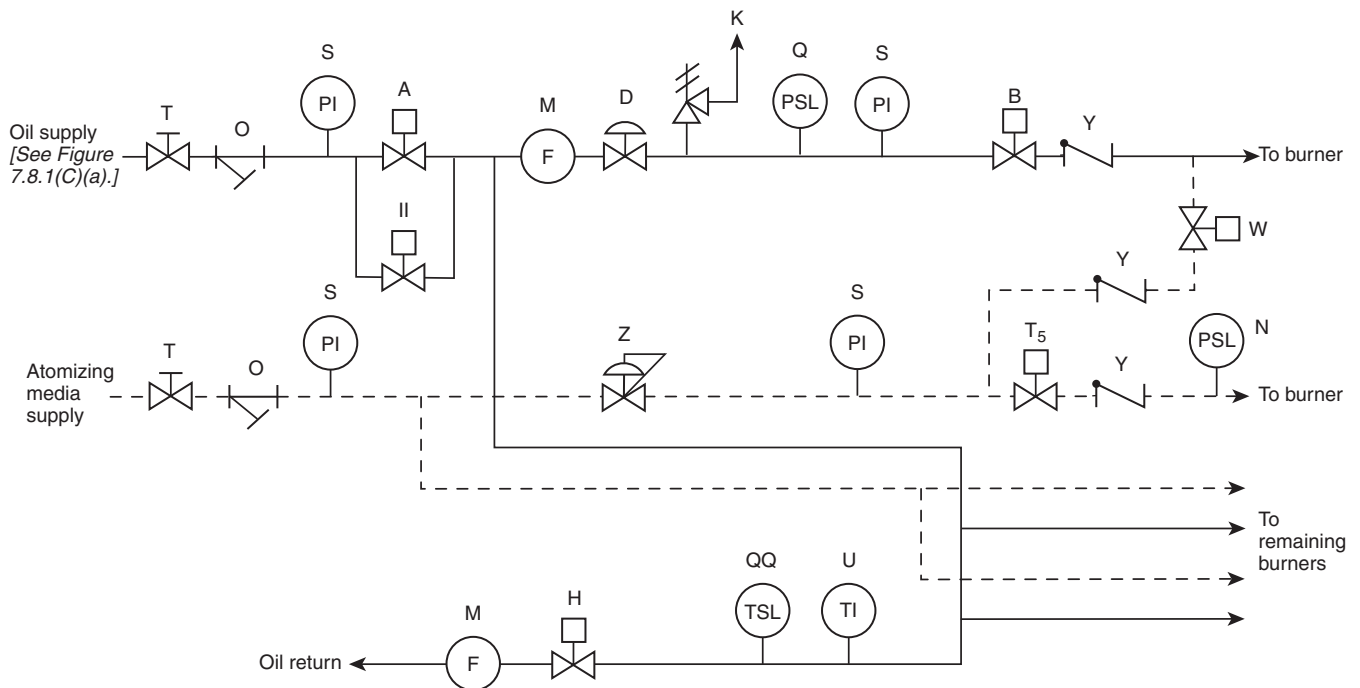 K
S
A
M
D
Q
S
B
Y
T
O
PI
F
PSL
PI
Oil supply
[See Figure
7.8.1(C)(a).]
To burner
II
W
Y
S
Z
S
T5
Y
N
T
O
PI
PI
PSL
Atomizing
media
supply
To burner
To
remaining
burners
QQ
U
M
H
TSL
TI
Oil return
F